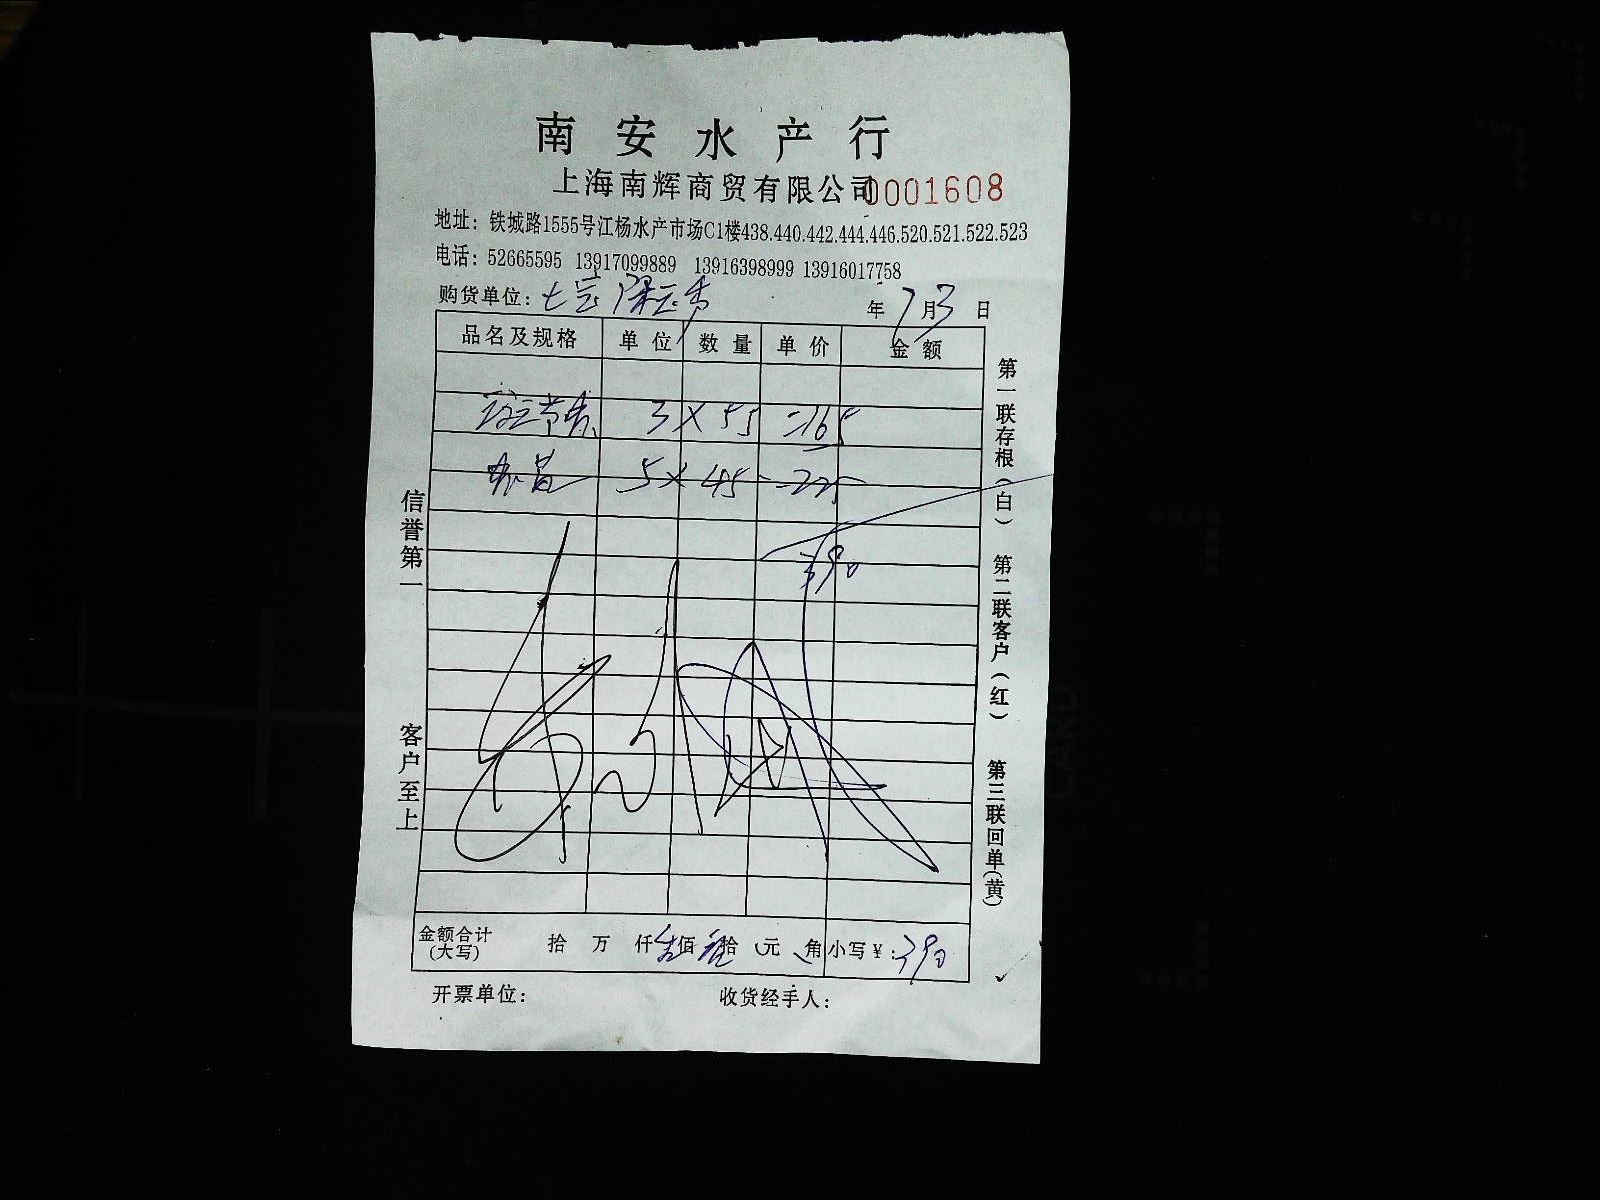 南安水产行
上海南辉商贸有限公司 0001608
地址：铁城路1555号江杨水产市场C1楼438.440.442.444.446.520.521.522.523
电话：52665595 13917099889 13916398999 13916017758
购货单位：七宝 年7月3日
品名及规格 单位 数量 单价 金额
3 X 55 =165
5 X 45 =225
390
金额合计（大写） 拾 万 仟 佰 拾 元 角 小写¥：390
开票单位： 收货经手人：
信誉第一
客户至上
第一联存根（白） 第二联客户（红） 第三联回单（黄）